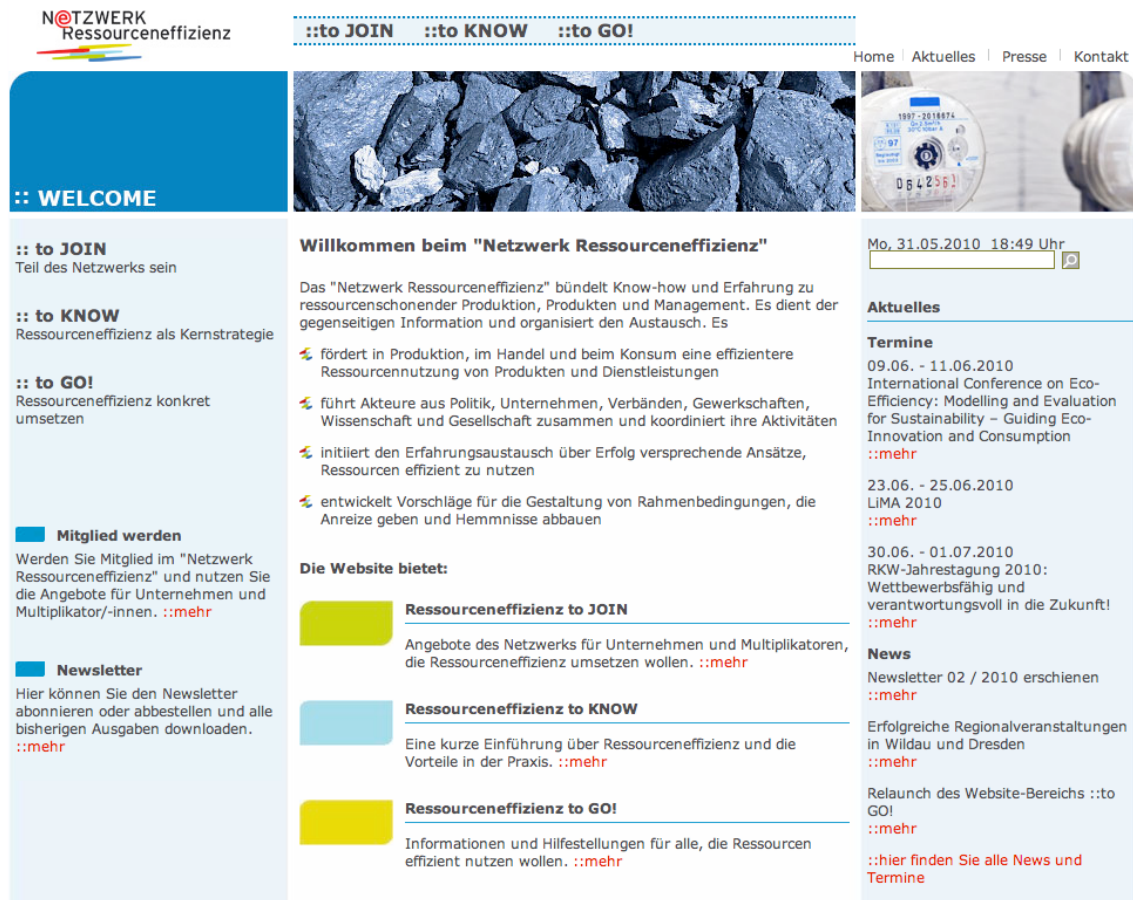 N@TZWERK
Ressourceneffizienz
::to JOIN ::to KNOW ::to GO!
Home Aktuelles Presse Kontakt
:: WELCOME
1997 - 2016674
97
0642561
:: to JOIN
Teil des Netzwerks sein
:: to KNOW
Ressourceneffizienz als Kernstrategie
:: to GO!
Ressourceneffizienz konkret
umsetzen
Mitglied werden
Werden Sie Mitglied im "Netzwerk
Ressourceneffizienz" und nutzen Sie
die Angebote für Unternehmen und
Multiplikator/-innen. ::mehr
Newsletter
Hier können Sie den Newsletter
abonnieren oder abbestellen und alle
bisherigen Ausgaben downloaden.
::mehr
Willkommen beim "Netzwerk Ressourceneffizienz"
Das "Netzwerk Ressourceneffizienz" bündelt Know-how und Erfahrung zu
ressourcenschonender Produktion, Produkten und Management. Es dient der
gegenseitigen Information und organisiert den Austausch. Es
fördert in Produktion, im Handel und beim Konsum eine effizientere
Ressourcennutzung von Produkten und Dienstleistungen
führt Akteure aus Politik, Unternehmen, Verbänden, Gewerkschaften,
Wissenschaft und Gesellschaft zusammen und koordiniert ihre Aktivitäten
initiiert den Erfahrungsaustausch über Erfolg versprechende Ansätze,
Ressourcen effizient zu nutzen
entwickelt Vorschläge für die Gestaltung von Rahmenbedingungen, die
Anreize geben und Hemmnisse abbauen
Die Website bietet:
Ressourceneffizienz to JOIN
Angebote des Netzwerks für Unternehmen und Multiplikatoren,
die Ressourceneffizienz umsetzen wollen. ::mehr
Ressourceneffizienz to KNOW
Eine kurze Einführung über Ressourceneffizienz und die
Vorteile in der Praxis. ::mehr
Ressourceneffizienz to GO!
Informationen und Hilfestellungen für alle, die Ressourcen
effizient nutzen wollen. ::mehr
Mo, 31.05.2010 18:49 Uhr
Aktuelles
Termine
09.06. - 11.06.2010
International Conference on Eco-
Efficiency: Modelling and Evaluation
for Sustainability – Guiding Eco-
Innovation and Consumption
::mehr
23.06. - 25.06.2010
LiMA 2010
::mehr
30.06. - 01.07.2010
RKW-Jahrestagung 2010:
Wettbewerbsfähig und
verantwortungsvoll in die Zukunft!
::mehr
News
Newsletter 02 / 2010 erschienen
::mehr
Erfolgreiche Regionalveranstaltungen
in Wildau und Dresden
::mehr
Relaunch des Website-Bereichs ::to
GO!
::mehr
::hier finden Sie alle News und
Termine